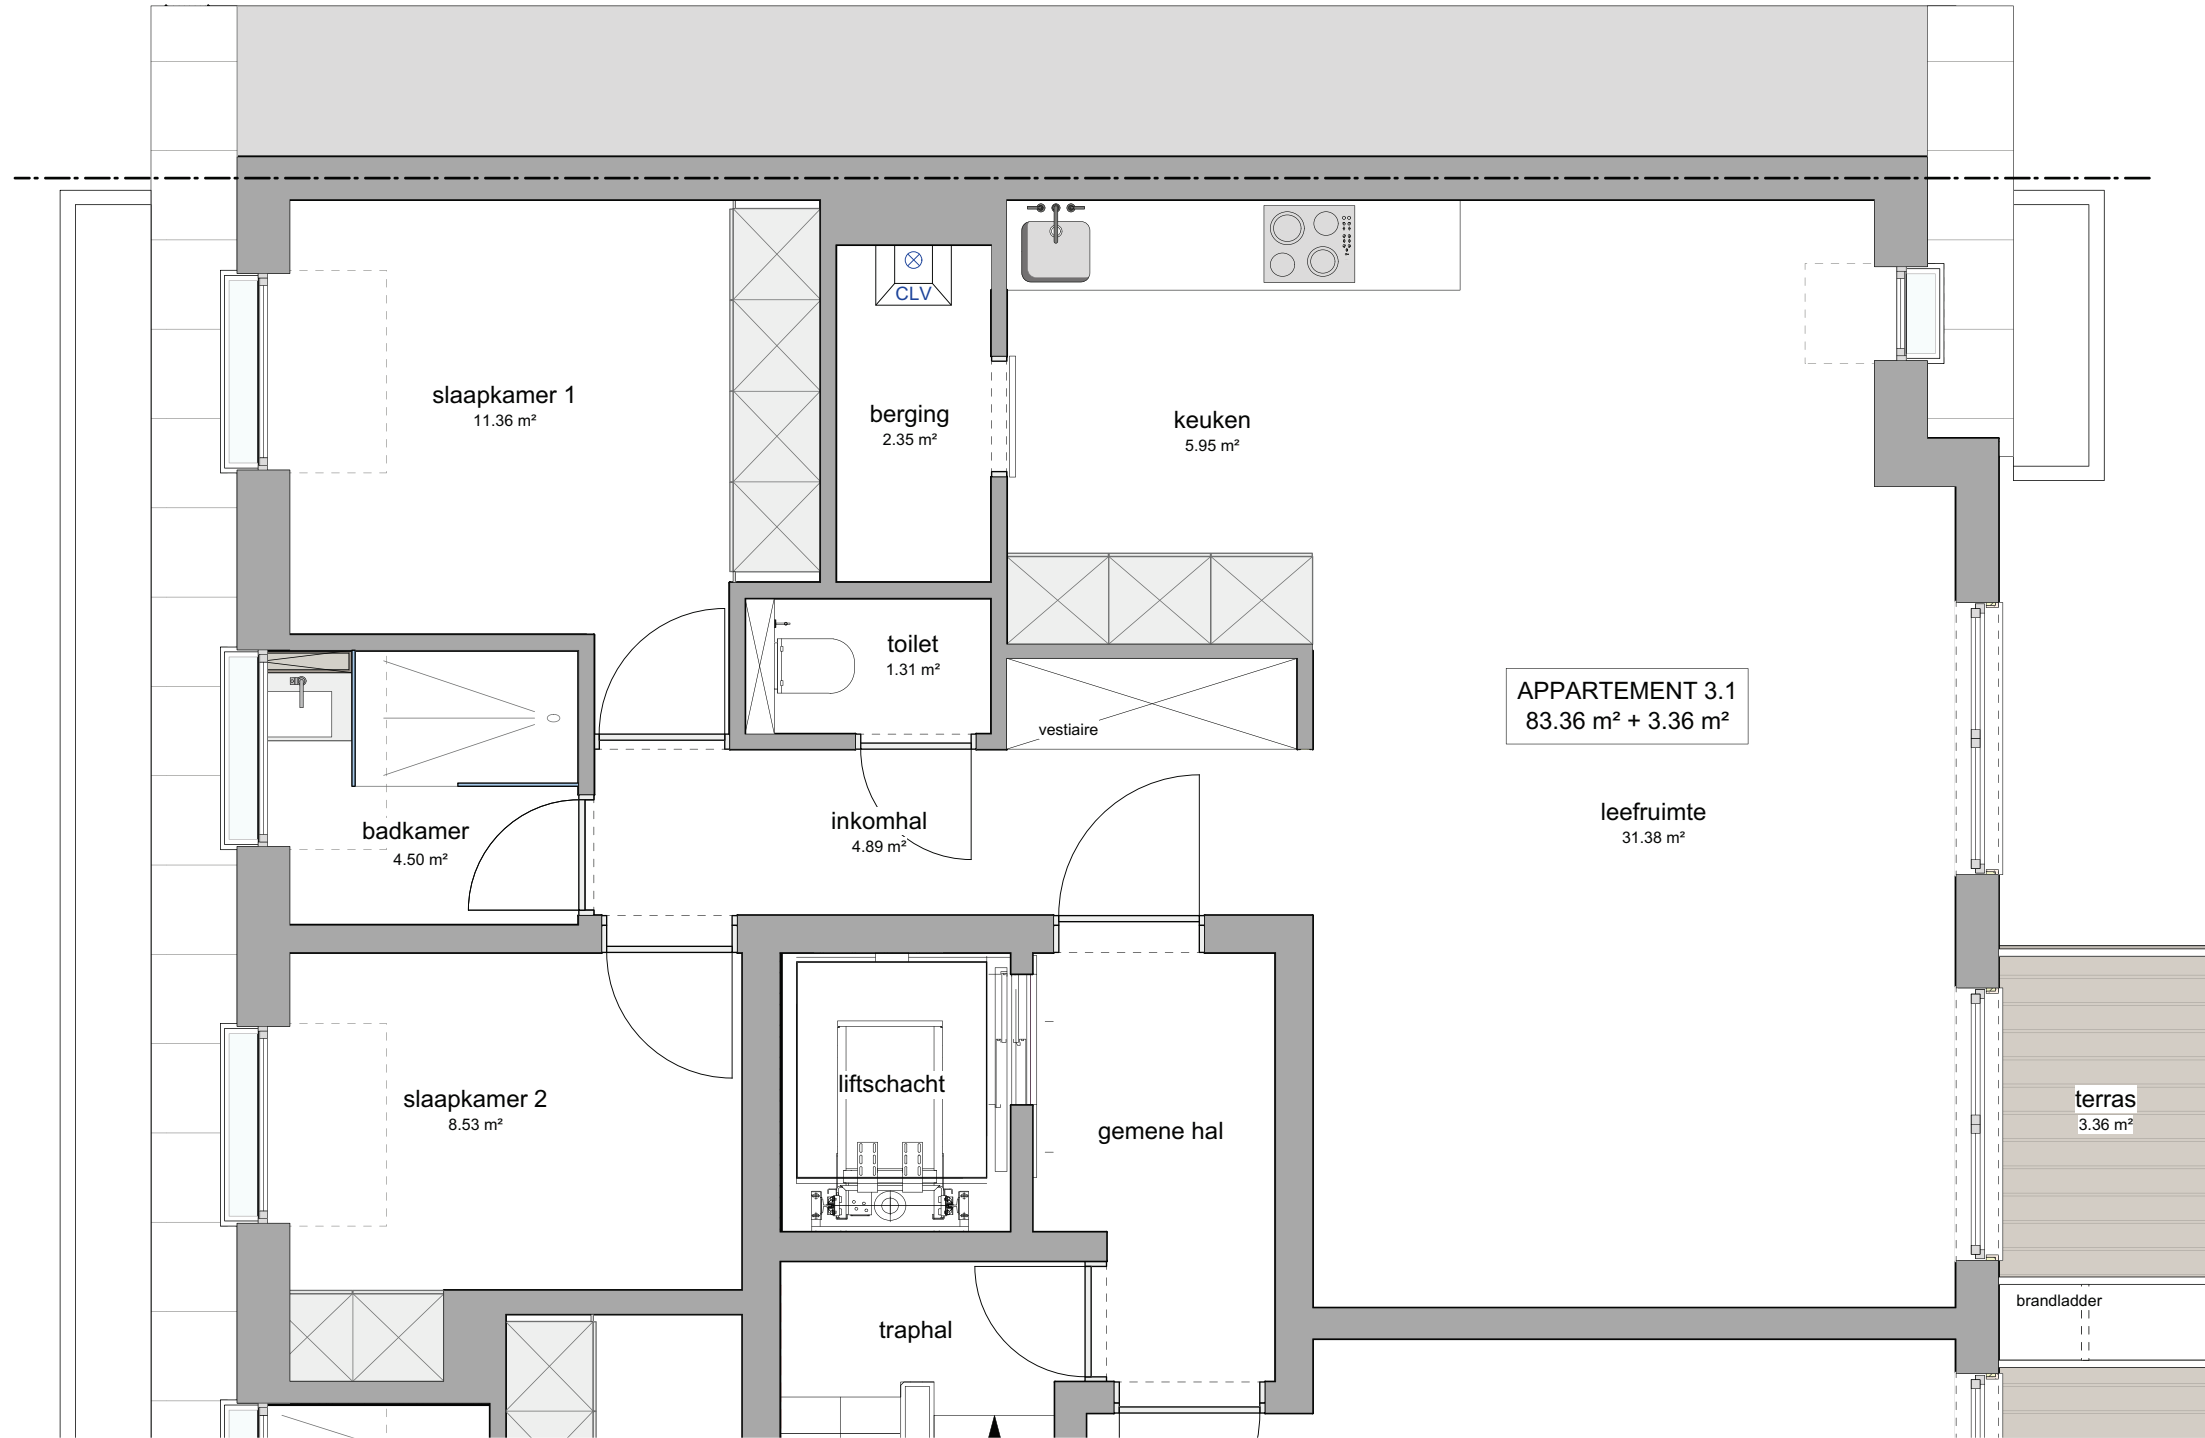 CLV
slaapkamer 1
11.36 m²
berging
2.35 m²
keuken
5.95 m²
toilet
1.31 m²
vestiaire
APPARTEMENT 3.1
83.36 m² + 3.36 m²
leefruimte
31.38 m²
badkamer
4.50 m²
inkomhal
4.89 m²
slaapkamer 2
8.53 m²
liftschacht
gemene hal
terras
3.36 m²
brandladder
traphal